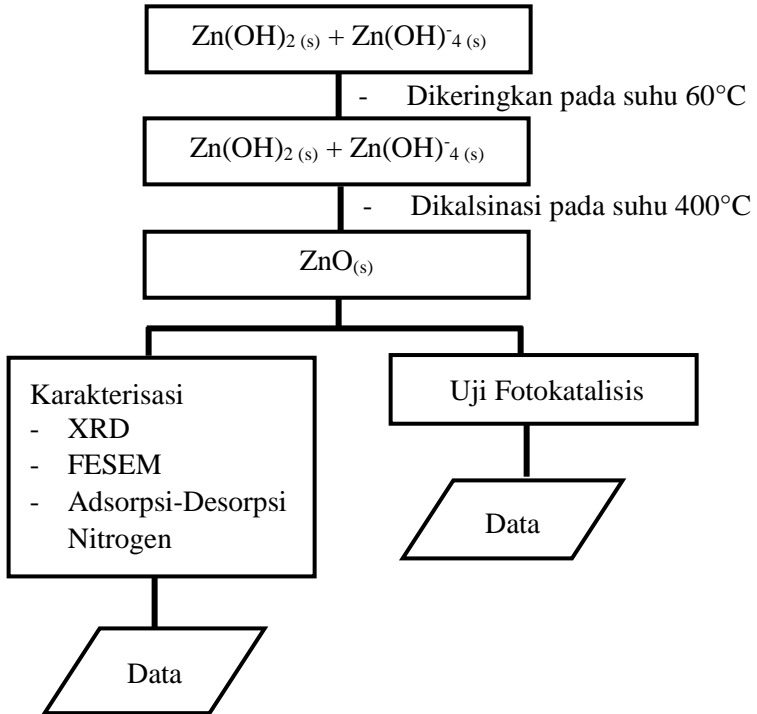 Zn(OH)2 (s) + Zn(OH)-4 (s)
- Dikeringkan pada suhu 60°C
Zn(OH)2 (s) + Zn(OH)-4 (s)
- Dikalsinasi pada suhu 400°C
ZnO(s)
Karakterisasi
- XRD
- FESEM
- Adsorpsi-Desorpsi
Nitrogen
Uji Fotokatalisis
Data
Data